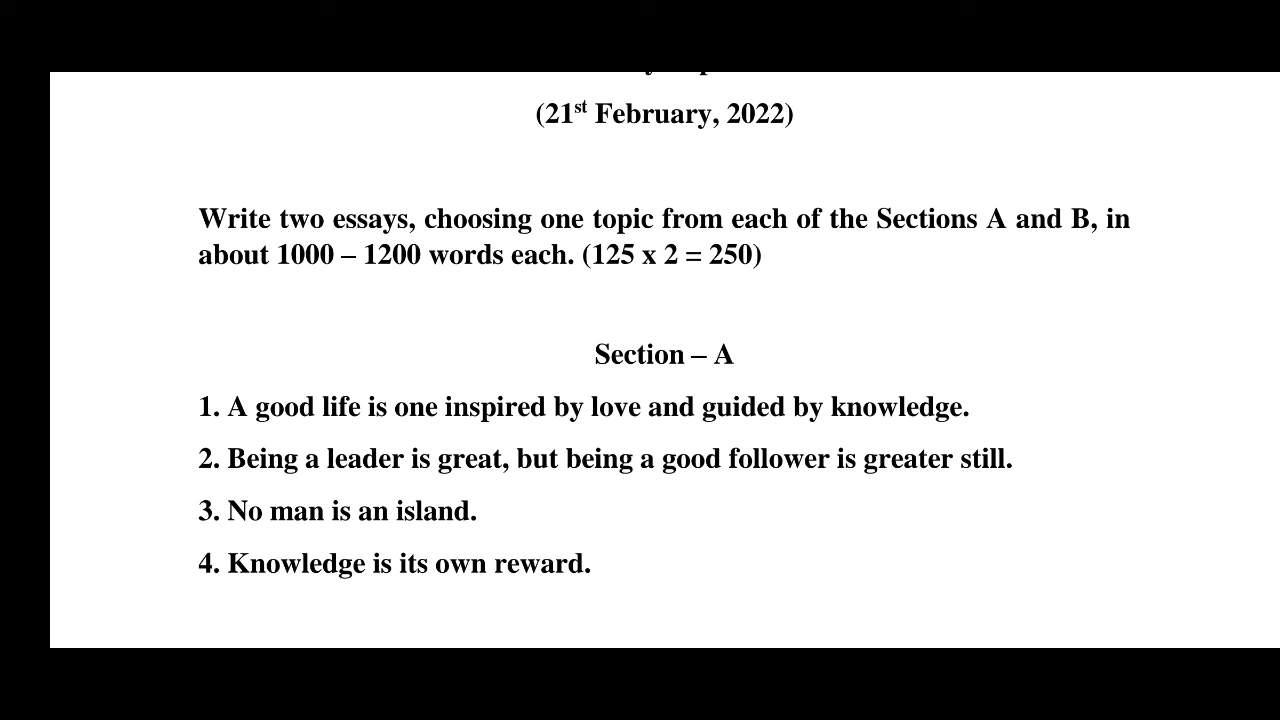 (21st February, 2022)
Write two essays, choosing one topic from each of the Sections A and B, in
about 1000 – 1200 words each. (125 x 2 = 250)
Section – A
1. A good life is one inspired by love and guided by knowledge.
2. Being a leader is great, but being a good follower is greater still.
3. No man is an island.
4. Knowledge is its own reward.